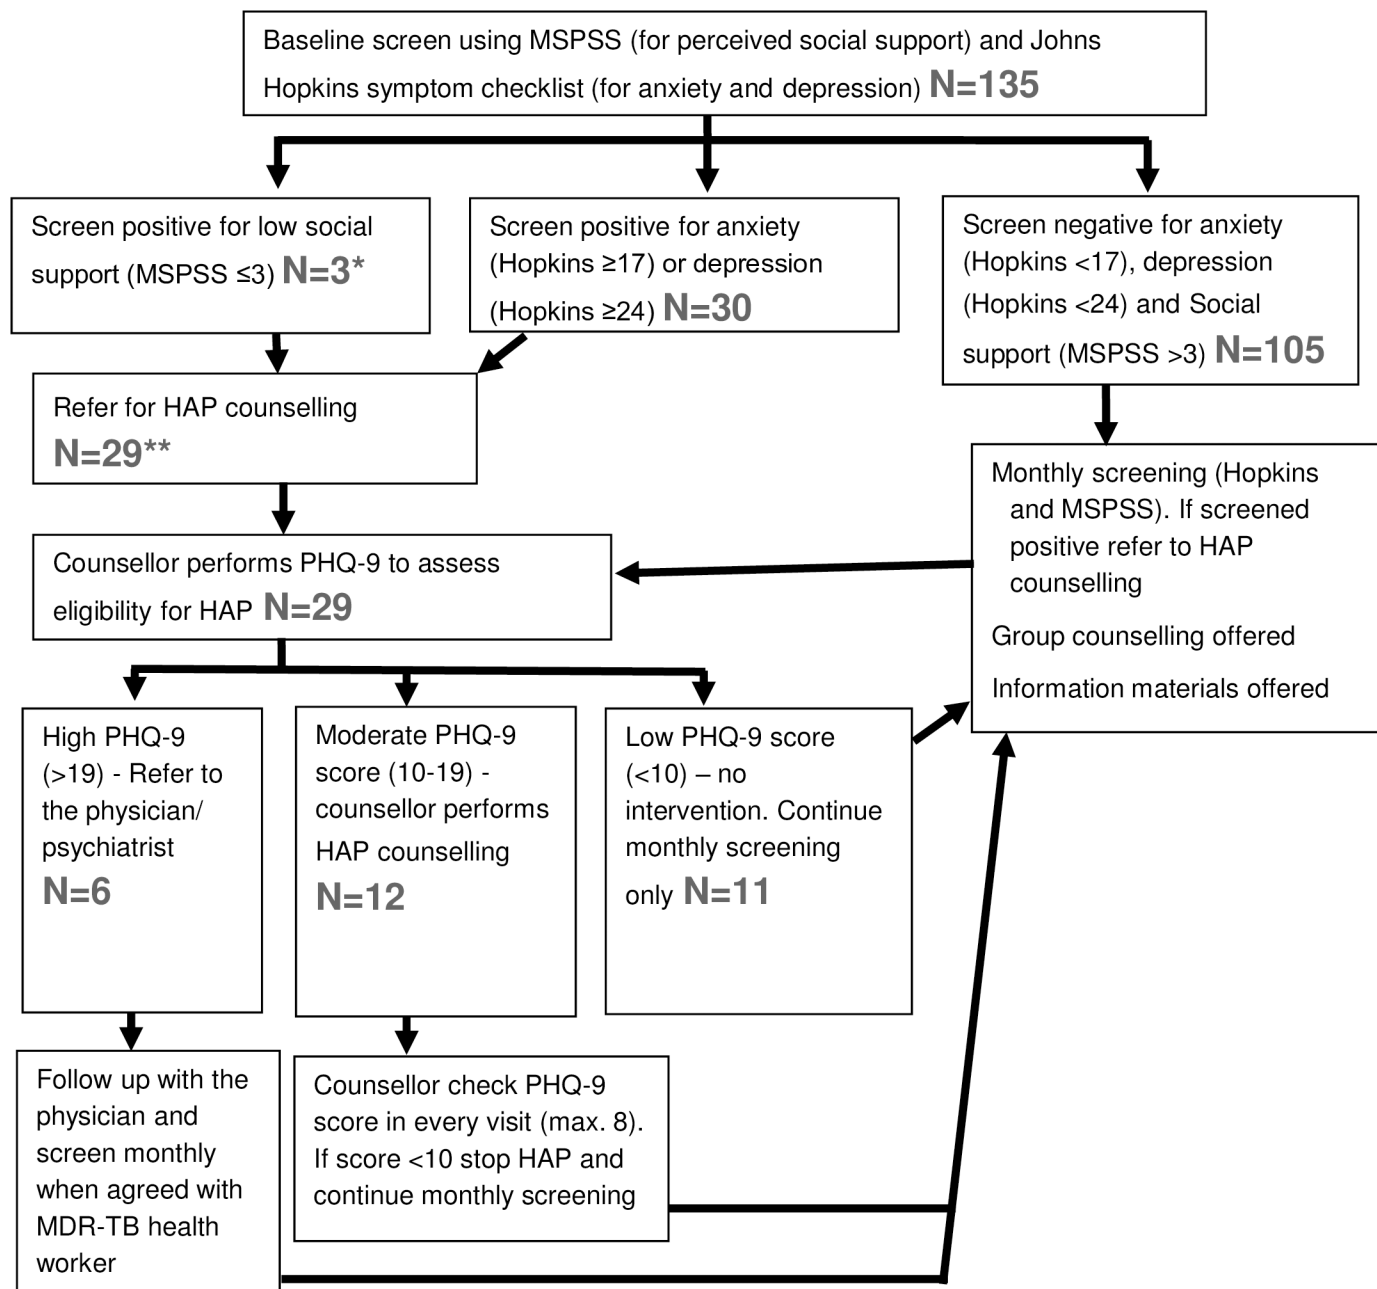 Baseline screen using MSPSS (for perceived social support) and Johns
Hopkins symptom checklist (for anxiety and depression) N=135
Screen positive for low social
support (MSPSS ≤3) N=3*
Screen positive for anxiety
(Hopkins ≥17) or depression
(Hopkins ≥24) N=30
Screen negative for anxiety
(Hopkins <17), depression
(Hopkins <24) and Social
support (MSPSS >3) N=105
Refer for HAP counselling
N=29**
Monthly screening (Hopkins
and MSPSS). If screened
positive refer to HAP
counselling
Group counselling offered
Information materials offered
Counsellor performs PHQ-9 to assess
eligibility for HAP N=29
High PHQ-9
(>19) - Refer to
the physician/
psychiatrist
N=6
Moderate PHQ-9
score (10-19) -
counsellor performs
HAP counselling
N=12
Low PHQ-9 score
(<10) – no
intervention. Continue
monthly screening
only N=11
Follow up with the
physician and
screen monthly
when agreed with
MDR-TB health
worker
Counsellor check PHQ-9
score in every visit (max. 8).
If score <10 stop HAP and
continue monthly screening